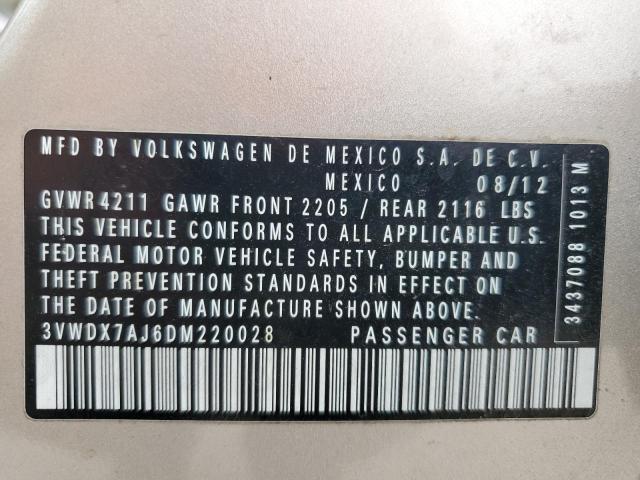 MFD BY VOLKSWAGEN DE MEXICO S.A. DE C.V.
MEXICO 08/12
GVWR 4211 GAWR FRONT 2205 / REAR 2116 LBS
THIS VEHICLE CONFORMS TO ALL APPLICABLE U.S.
FEDERAL MOTOR VEHICLE SAFETY, BUMPER AND
THEFT PREVENTION STANDARDS IN EFFECT ON
THE DATE OF MANUFACTURE SHOWN ABOVE.
3VWDX7AJ6DM220028 PASSENGER CAR
3437088 1013 M